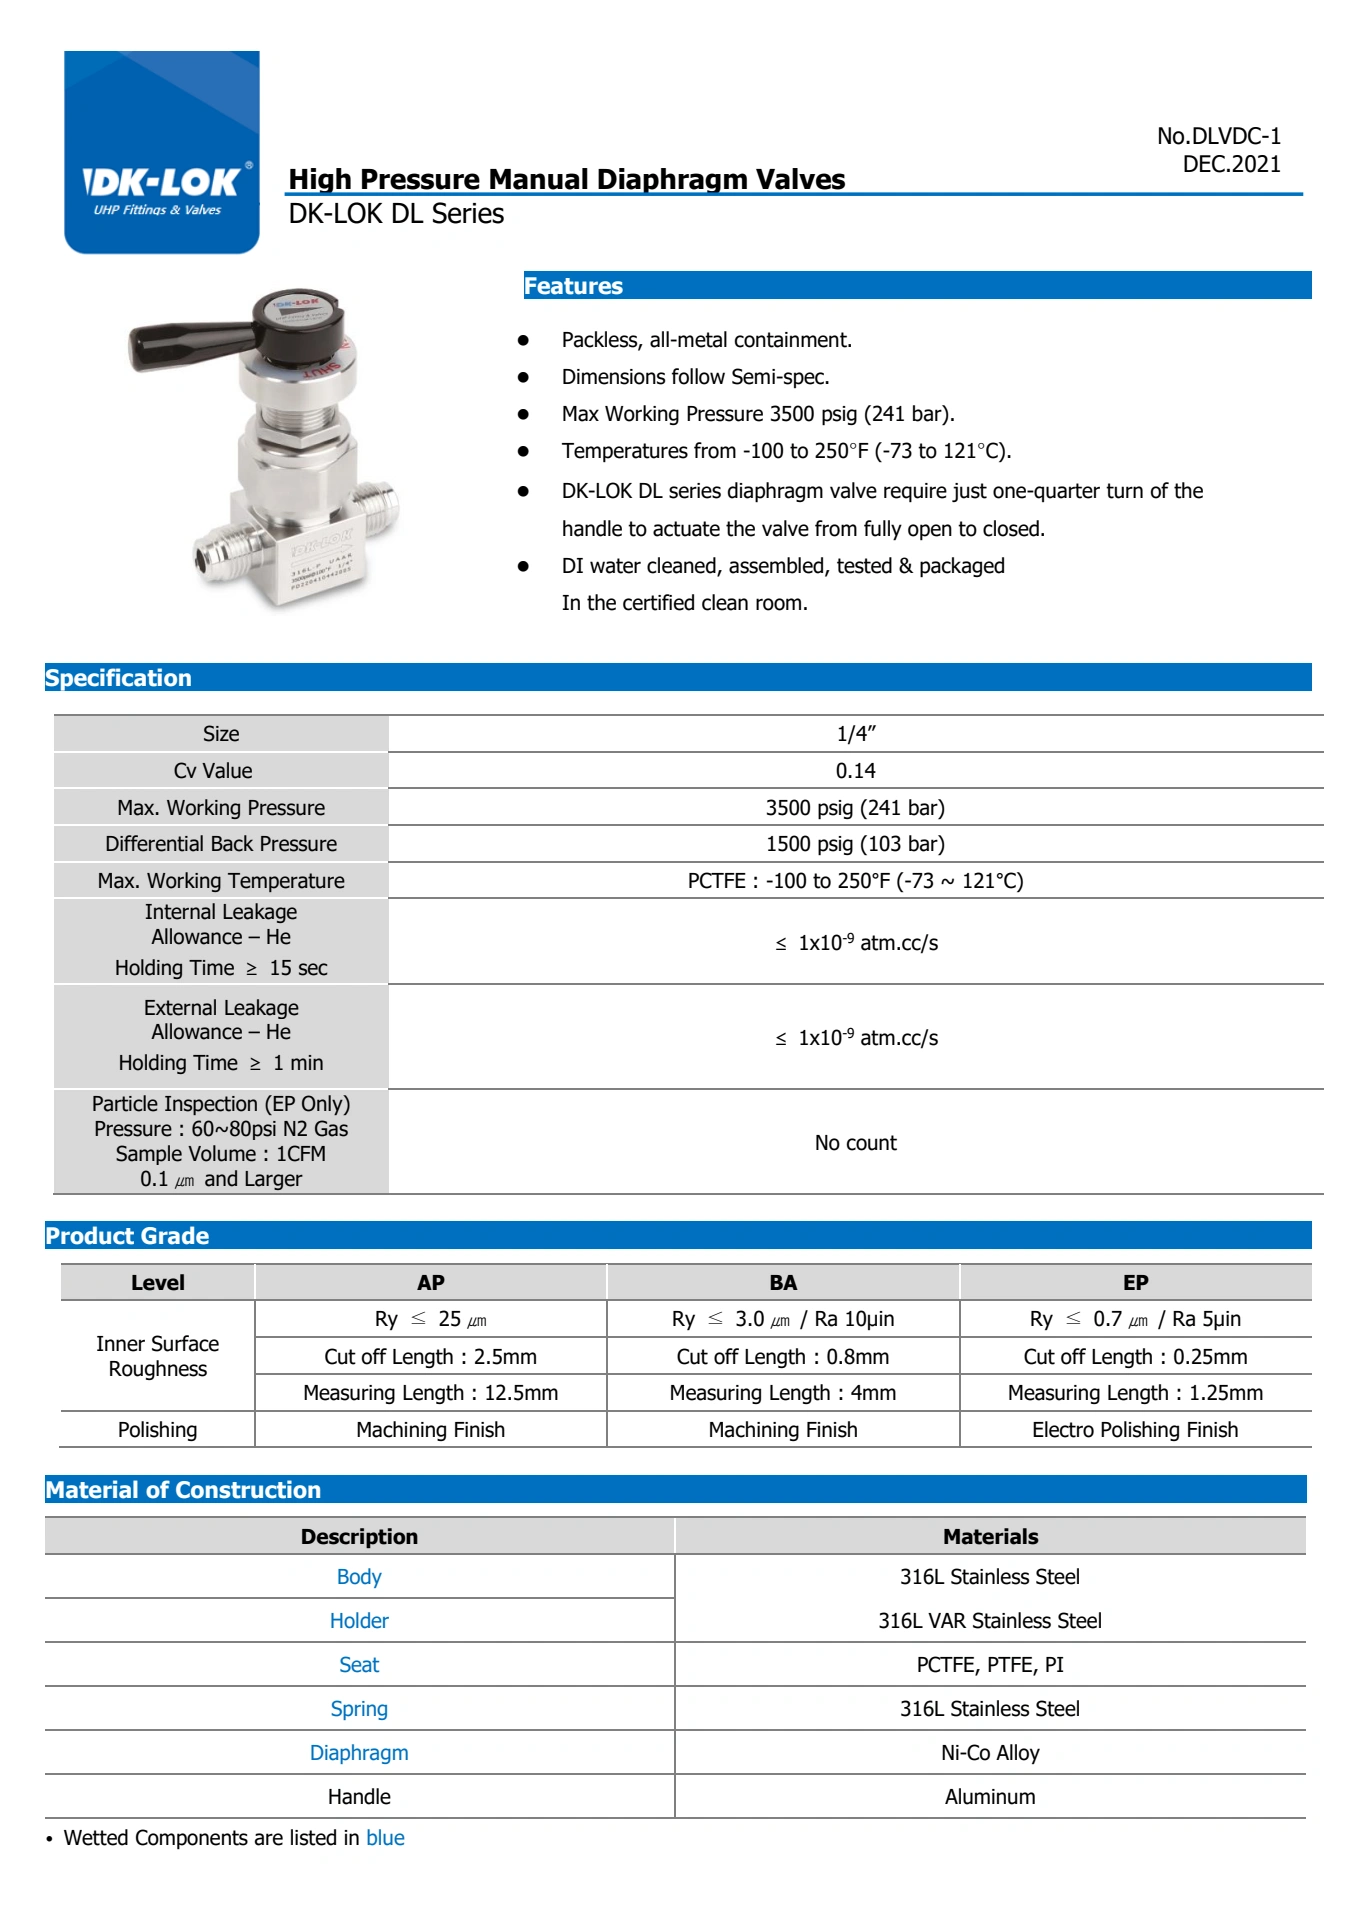 DK-LOK®
UHP Fittings & Valves
No.DLVDC-1
DEC.2021
High Pressure Manual Diaphragm Valves
DK-LOK DL Series
DK-LOK
SHUT
DK-LOK
316L-P
1/4"
Features
● Packless, all-metal containment.
● Dimensions follow Semi-spec.
● Max Working Pressure 3500 psig (241 bar).
● Temperatures from -100 to 250°F (-73 to 121°C).
● DK-LOK DL series diaphragm valve require just one-quarter turn of the
handle to actuate the valve from fully open to closed.
● DI water cleaned, assembled, tested & packaged
In the certified clean room.
Specification
Size 1/4”
Cv Value 0.14
Max. Working Pressure 3500 psig (241 bar)
Differential Back Pressure 1500 psig (103 bar)
Max. Working Temperature PCTFE : -100 to 250°F (-73 ~ 121°C)
Internal Leakage
Allowance – He
Holding Time ≥ 15 sec
≤ 1x10⁻⁹ atm.cc/s
External Leakage
Allowance – He
Holding Time ≥ 1 min
≤ 1x10⁻⁹ atm.cc/s
Particle Inspection (EP Only)
Pressure : 60~80psi N2 Gas
Sample Volume : 1CFM
0.1 ㎛ and Larger
No count
Product Grade
Level AP BA EP
Inner Surface
Roughness
Ry ≤ 25 ㎛ Ry ≤ 3.0 ㎛ / Ra 10µin Ry ≤ 0.7 ㎛ / Ra 5µin
Cut off Length : 2.5mm Cut off Length : 0.8mm Cut off Length : 0.25mm
Measuring Length : 12.5mm Measuring Length : 4mm Measuring Length : 1.25mm
Polishing Machining Finish Machining Finish Electro Polishing Finish
Material of Construction
Description Materials
Body 316L Stainless Steel
Holder 316L VAR Stainless Steel
Seat PCTFE, PTFE, PI
Spring 316L Stainless Steel
Diaphragm Ni-Co Alloy
Handle Aluminum
• Wetted Components are listed in blue